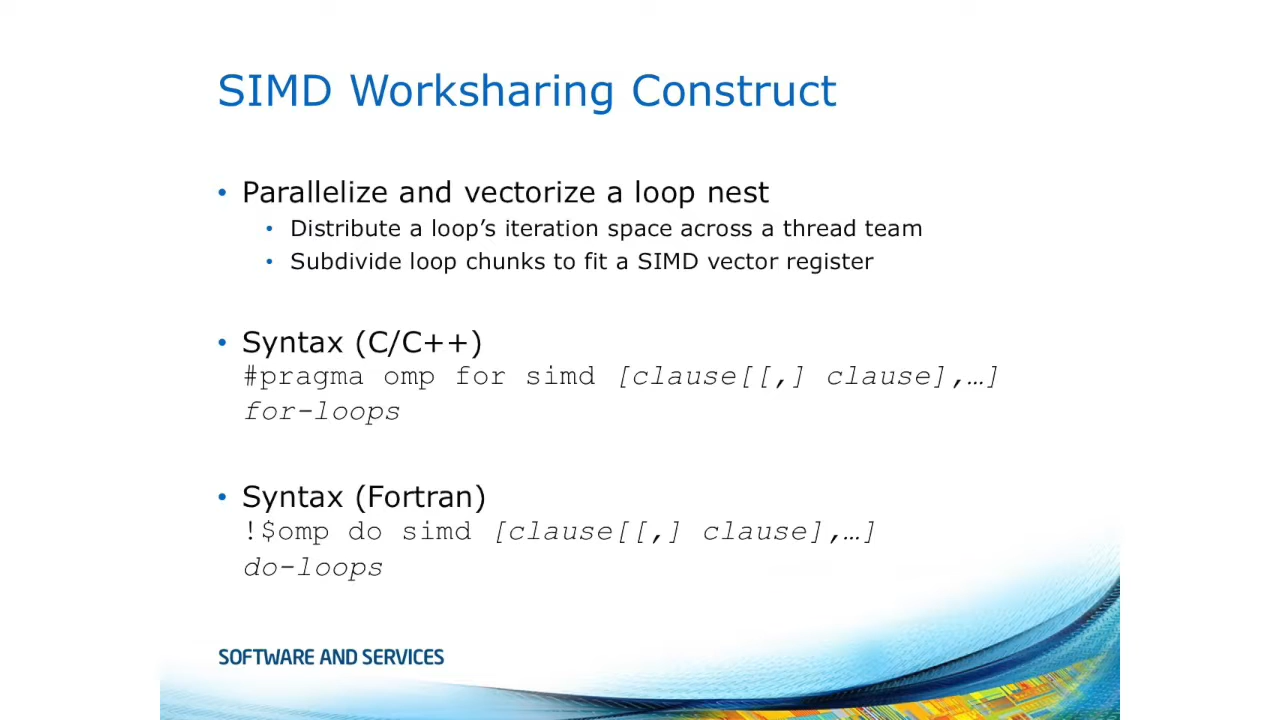 SIMD Worksharing Construct
• Parallelize and vectorize a loop nest
• Distribute a loop’s iteration space across a thread team
• Subdivide loop chunks to fit a SIMD vector register
• Syntax (C/C++)
#pragma omp for simd [clause[[,] clause],…]
for-loops
• Syntax (Fortran)
!$omp do simd [clause[[,] clause],…]
do-loops
SOFTWARE AND SERVICES